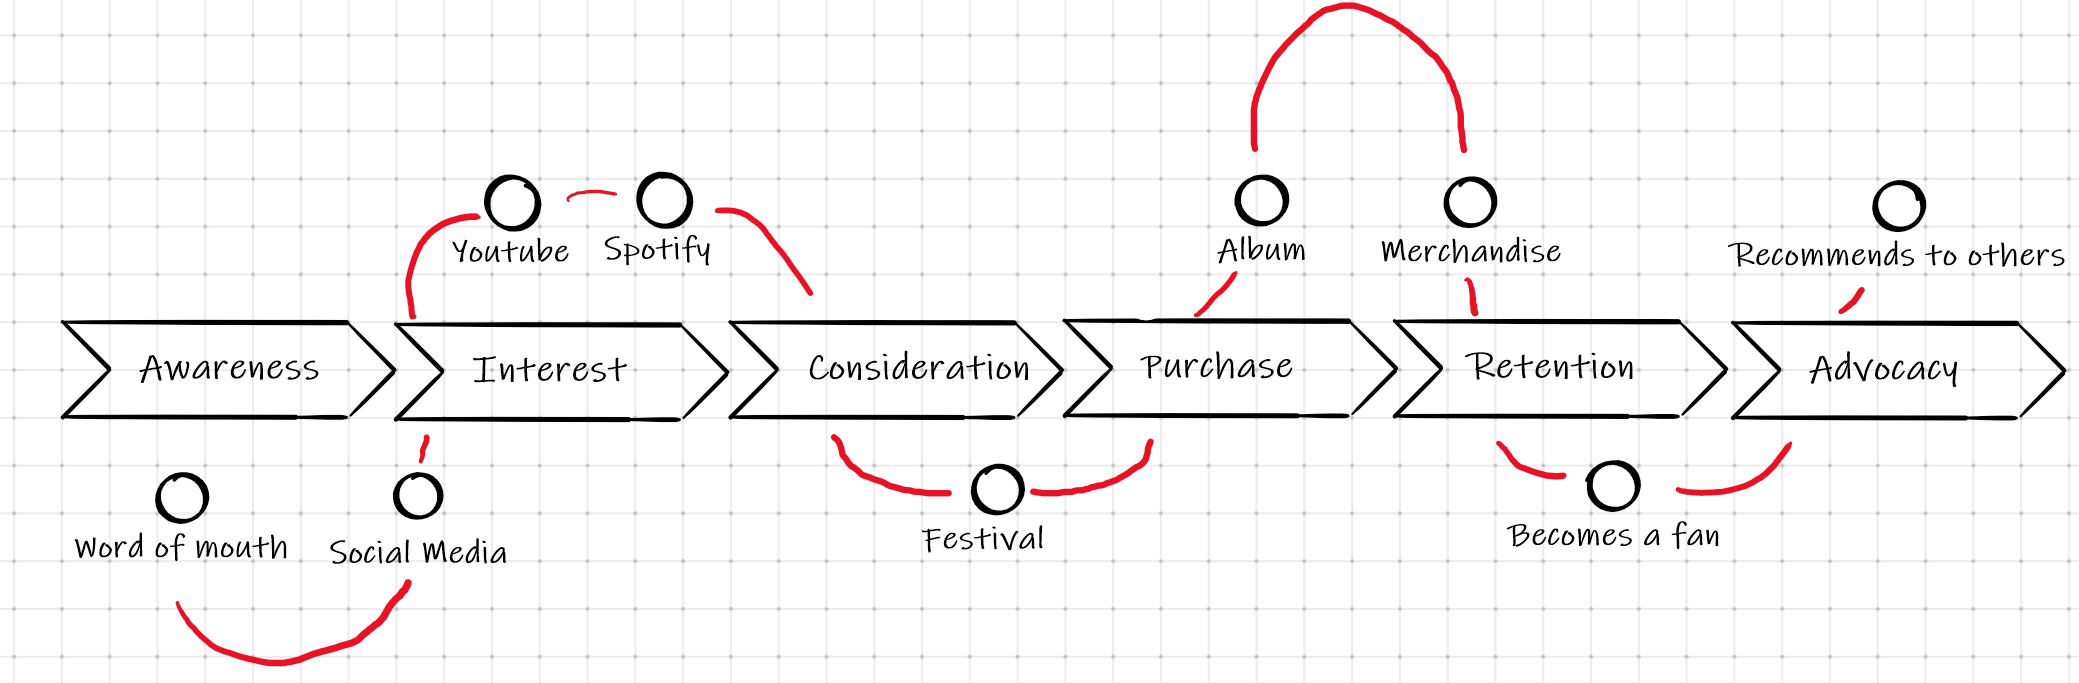 Youtube
Spotify
Album
Merchandise
Recommends to others
Awareness
Interest
Consideration
Purchase
Retention
Advocacy
Word of mouth
Social Media
Festival
Becomes a fan